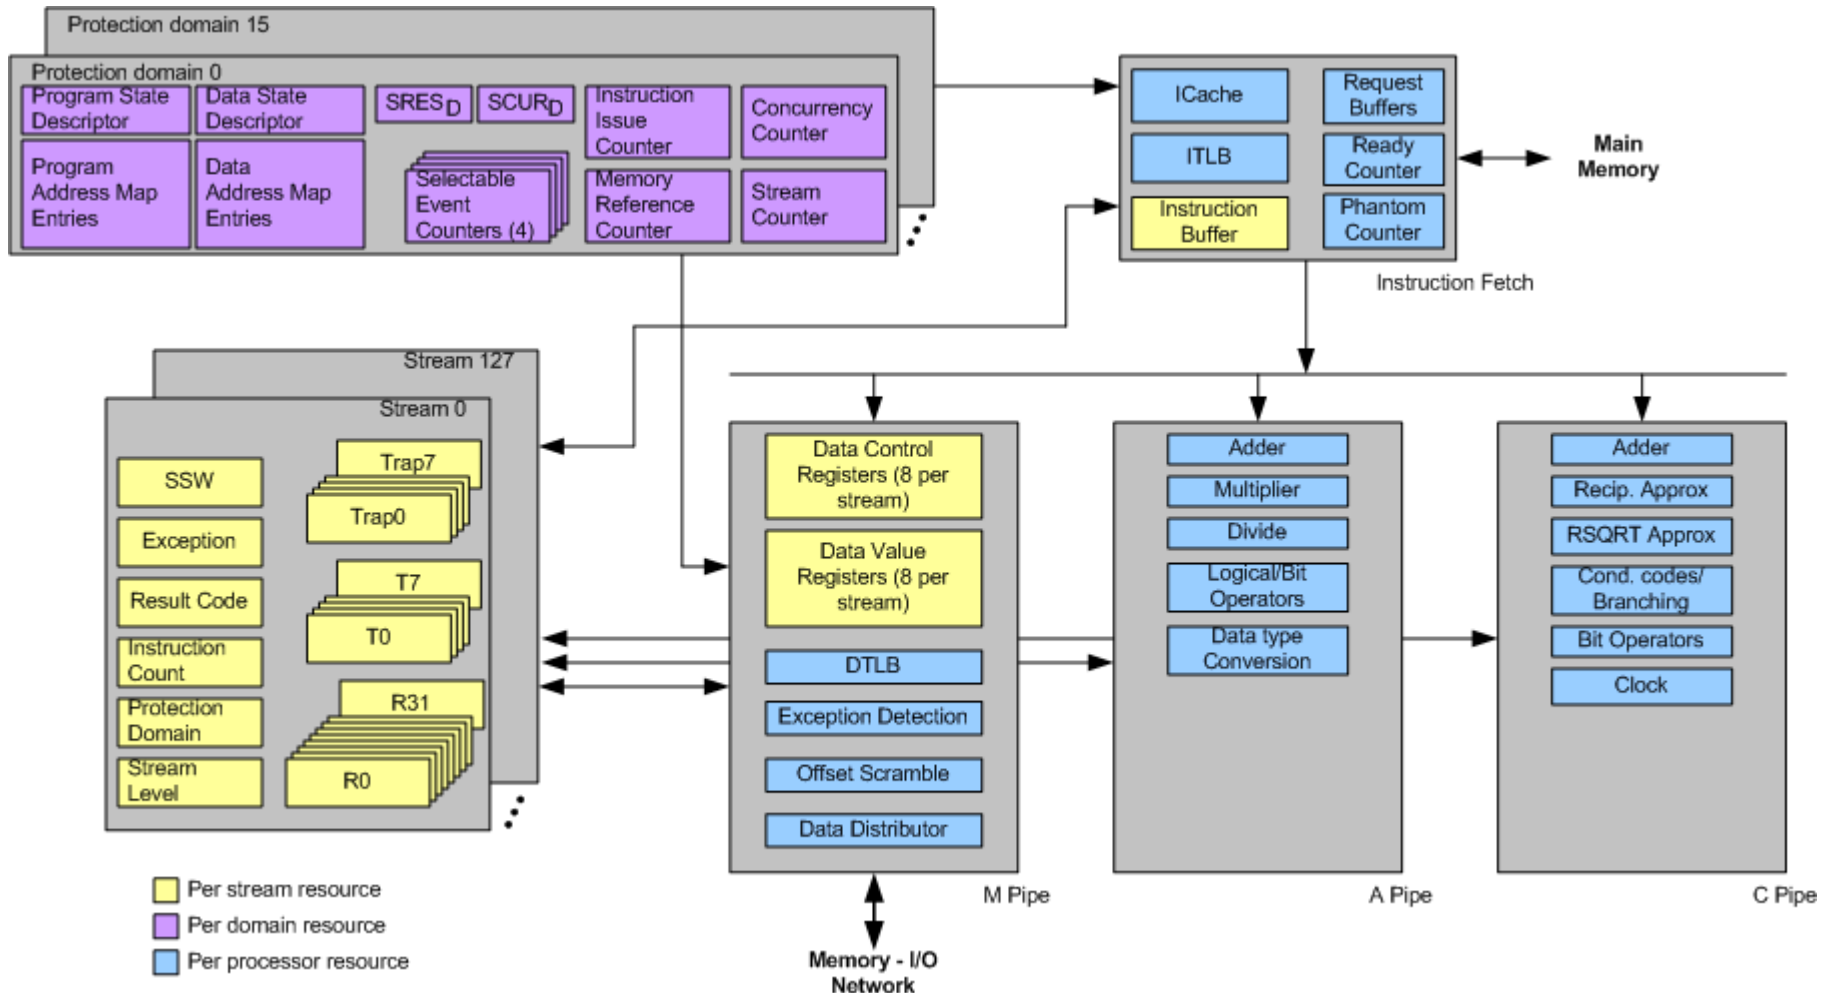 Protection domain 15
Protection domain 0
Program State
Descriptor
Data State
Descriptor
SRESD
SCURD
Instruction
Issue
Counter
Concurrency
Counter
Program
Address Map
Entries
Data
Address Map
Entries
Selectable
Event
Counters (4)
Memory
Reference
Counter
Stream
Counter
ICache
Request
Buffers
ITLB
Ready
Counter
Instruction
Buffer
Phantom
Counter
Main
Memory
Instruction Fetch
Stream 127
Stream 0
SSW
Exception
Result Code
Instruction
Count
Protection
Domain
Stream
Level
Trap7
Trap0
T7
T0
R31
R0
Data Control
Registers (8 per
stream)
Data Value
Registers (8 per
stream)
DTLB
Exception Detection
Offset Scramble
Data Distributor
M Pipe
Adder
Multiplier
Divide
Logical/Bit
Operators
Data type
Conversion
A Pipe
Adder
Recip. Approx
RSQRT Approx
Cond. codes/
Branching
Bit Operators
Clock
C Pipe
Memory - I/O
Network
Per stream resource
Per domain resource
Per processor resource